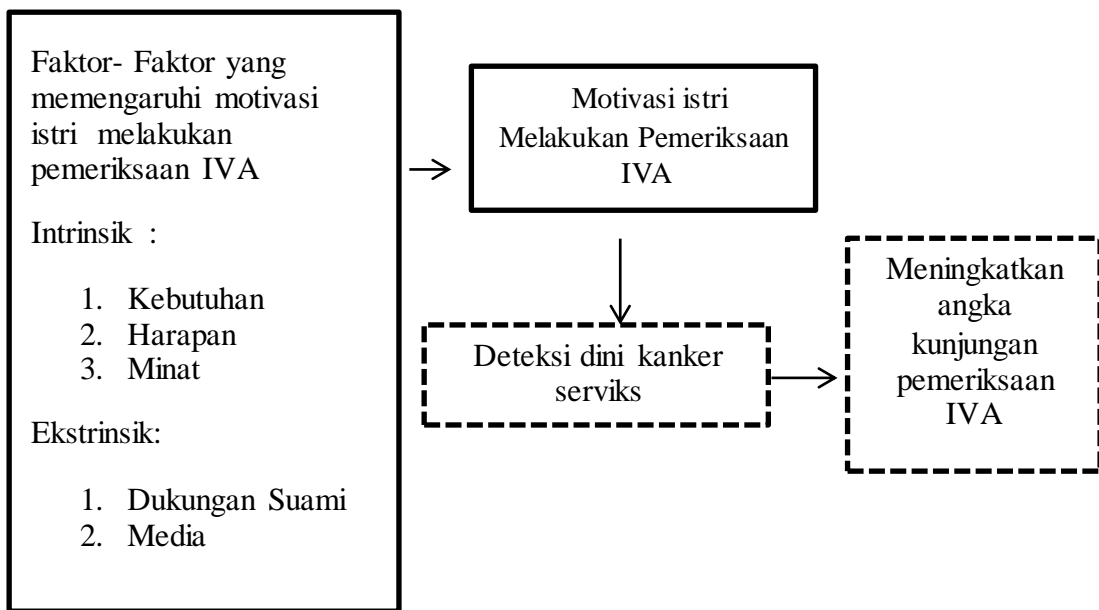 Faktor- Faktor yang
memengaruhi motivasi
istri melakukan
pemeriksaan IVA
Intrinsik :
1. Kebutuhan
2. Harapan
3. Minat
Ekstrinsik:
1. Dukungan Suami
2. Media
Motivasi istri
Melakukan Pemeriksaan
IVA
Deteksi dini kanker
serviks
Meningkatkan
angka
kunjungan
pemeriksaan
IVA